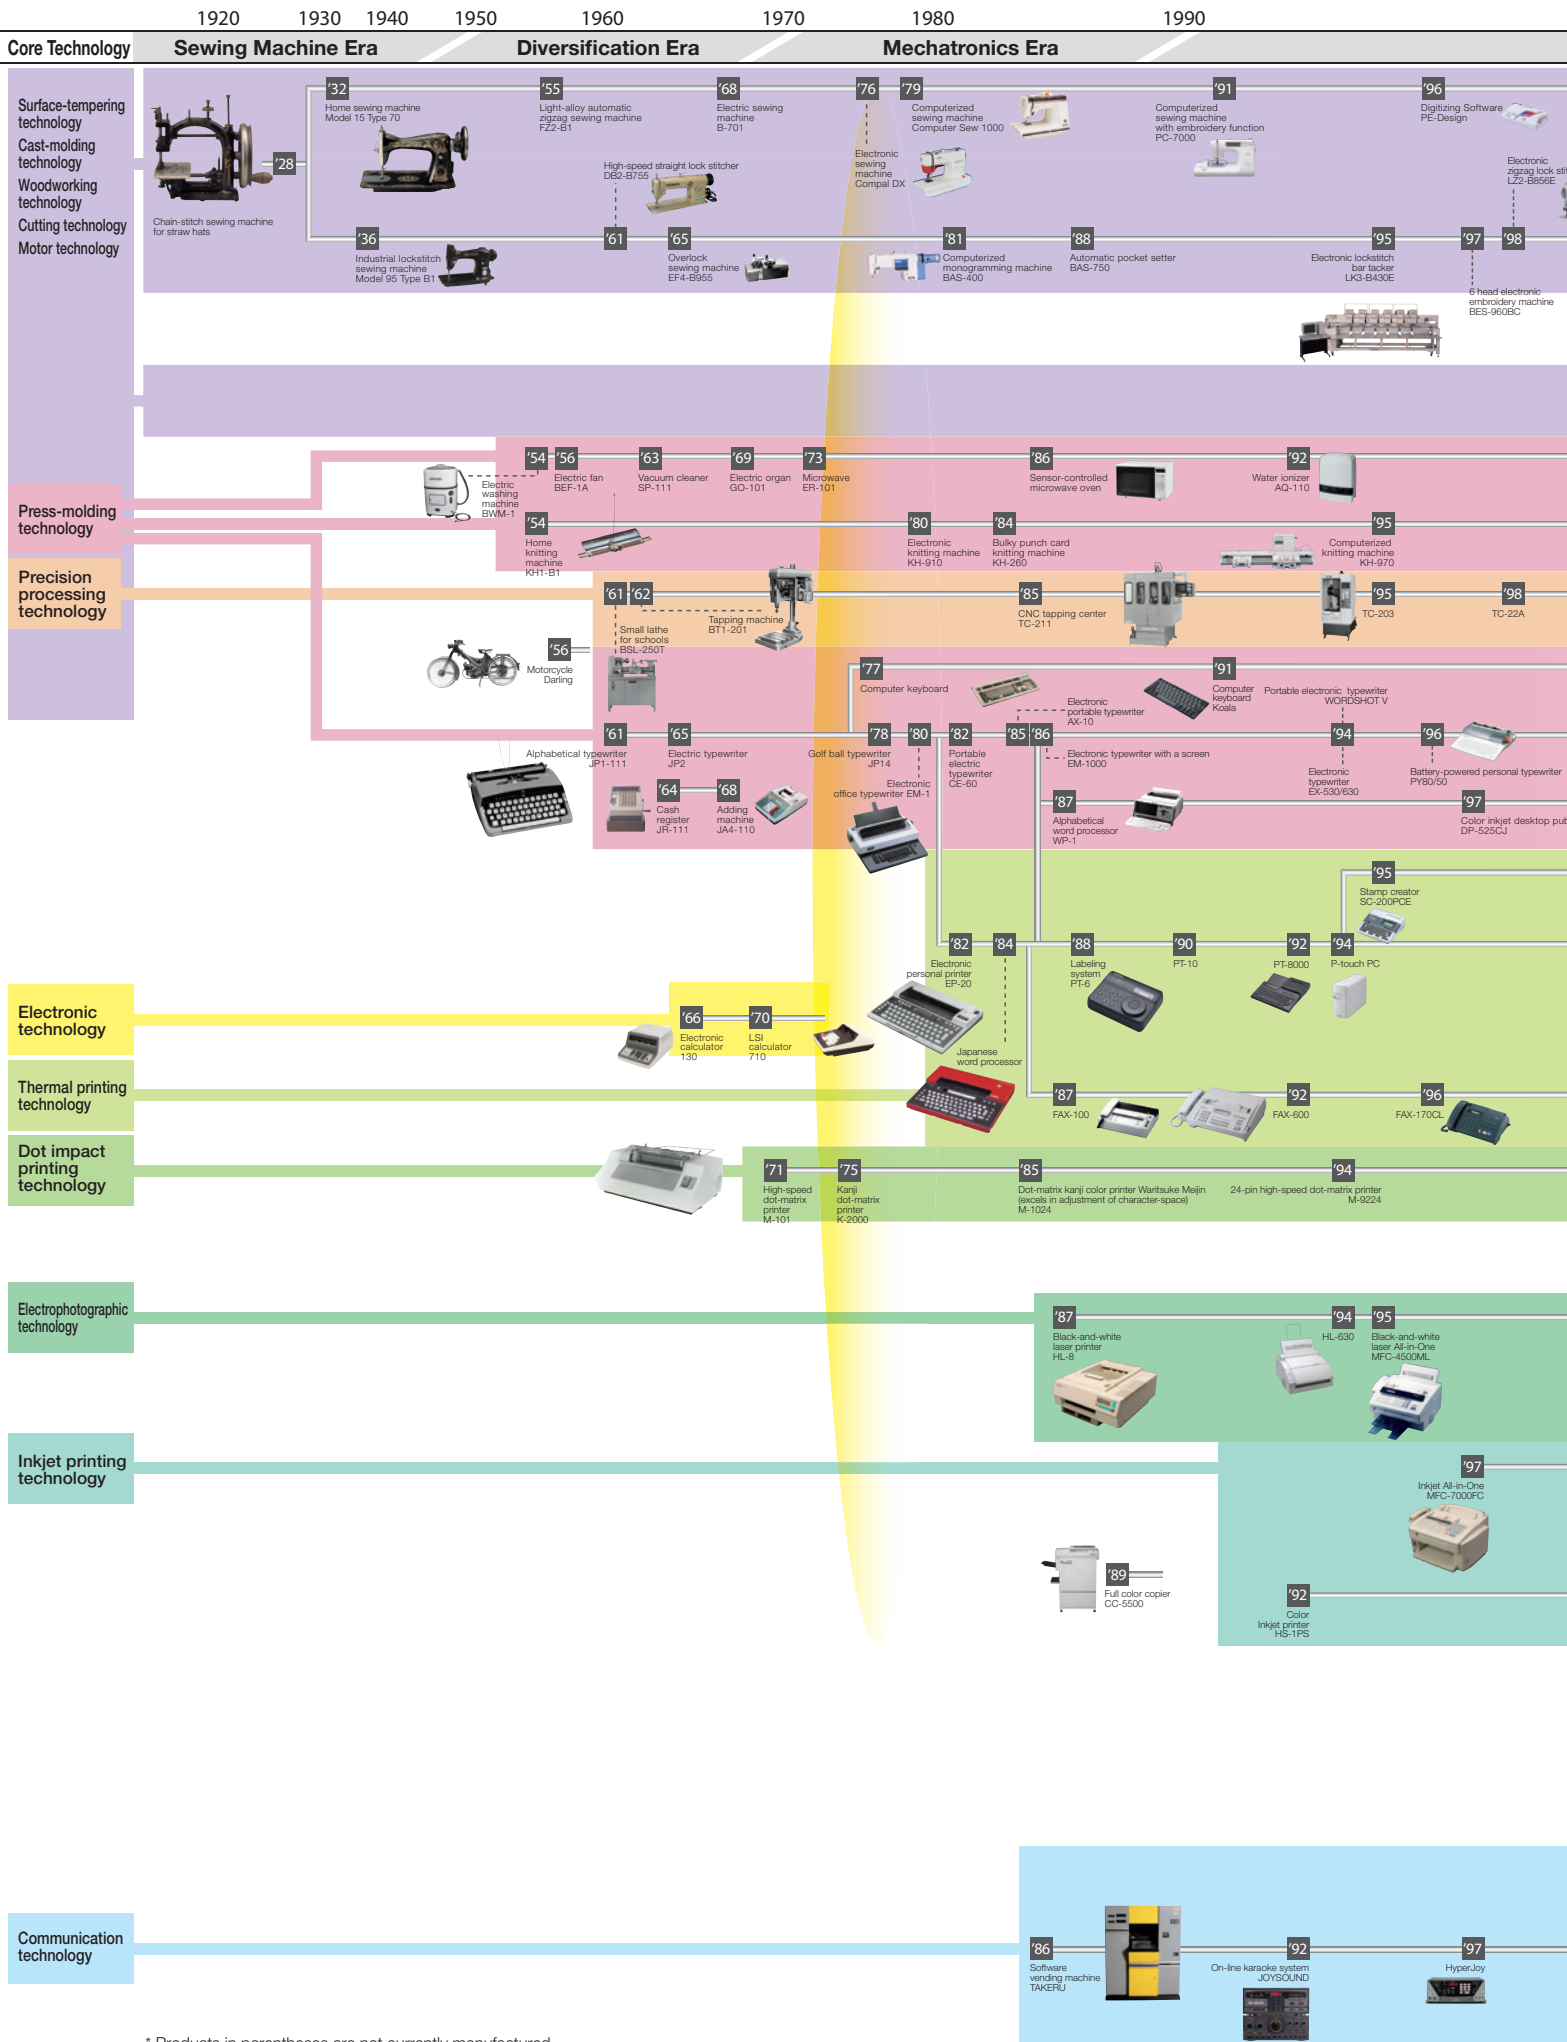 1920 1930 1940 1950 1960 1970 1980 1990
Core Technology Sewing Machine Era Diversification Era Mechatronics Era
Surface-tempering
technology
Cast-molding
technology
Woodworking
technology
Cutting technology
Motor technology
Chain-stitch sewing machine
for straw hats
'28
'32
Home sewing machine
Model 15 Type 70
'55
Light-alloy automatic
zigzag sewing machine
FZ2-B1
'68
Electric sewing
machine
B-701
'76
Electronic
sewing
machine
Compal DX
'79
Computerized
sewing machine
Computer Sew 1000
'91
Computerized
sewing machine
with embroidery function
PC-7000
'96
Digitizing Software
PE-Design
'36
Industrial lockstitch
sewing machine
Model 95 Type B1
High-speed straight lock stitcher
DB2-B755
'61
'65
Overlock
sewing machine
EF4-B955
'81
Computerized
monogramming machine
BAS-400
'88
Automatic pocket setter
BAS-750
'95
Electronic lockstitch
bar tacker
LK3-B430E
'97
6 head electronic
embroidery machine
BES-960BC
Electronic
zigzag lock stit
LZ2-B856E
'98
Press-molding
technology
'54
Electric
washing
machine
BWM-1
'56
Electric fan
BEF-1A
'63
Vacuum cleaner
SP-111
'69
Electric organ
GO-101
'73
Microwave
ER-101
'86
Sensor-controlled
microwave oven
'92
Water ionizer
AQ-110
'54
Home
knitting
machine
KH1-B1
'80
Electronic
knitting machine
KH-910
'84
Bulky punch card
knitting machine
KH-260
'95
Computerized
knitting machine
KH-970
Precision
processing
technology
'61
Small lathe
for schools
BSL-250T
'62
Tapping machine
BT1-201
'85
CNC tapping center
TC-211
'95
TC-203
'98
TC-22A
'56
Motorcycle
Darling
'77
Computer keyboard
'91
Computer
keyboard
Koala
'61
Alphabetical typewriter
JP1-111
'65
Electric typewriter
JP2
'78
Golf ball typewriter
JP14
'80
Electronic
office typewriter EM-1
'82
Portable
electric
typewriter
CE-60
'85
Electronic
portable typewriter
AX-10
'86
Electronic typewriter with a screen
EM-1000
Portable electronic typewriter
WORDSHOT V
'94
Electronic
typewriter
EX-530/630
'96
Battery-powered personal typewriter
PY80/50
'64
Cash
register
JR-111
'68
Adding
machine
JA4-110
'87
Alphabetical
word processor
WP-1
'97
Color inkjet desktop pub
DP-525CJ
'95
Stamp creator
SC-200PCE
'82
Electronic
personal printer
EP-20
'84
Japanese
word processor
'88
Labeling
system
PT-6
'90
PT-10
'92
PT-8000
'94
P-touch PC
Electronic
technology
'66
Electronic
calculator
130
'70
LSI
calculator
710
Thermal printing
technology
'87
FAX-100
'92
FAX-600
'96
FAX-170CL
Dot impact
printing
technology
'71
High-speed
dot-matrix
printer
M-101
'75
Kanji
dot-matrix
printer
K-2000
'85
Dot-matrix kanji color printer Waritsuke Meijin
(excels in adjustment of character-space)
M-1024
'94
24-pin high-speed dot-matrix printer
M-9224
Electrophotographic
technology
'87
Black-and-white
laser printer
HL-8
'94
HL-630
'95
Black-and-white
laser All-in-One
MFC-4500ML
Inkjet printing
technology
'97
Inkjet All-in-One
MFC-7000FC
'89
Full color copier
CC-5500
'92
Color
Inkjet printer
HS-1PS
Communication
technology
'86
Software
vending machine
TAKERU
'92
On-line karaoke system
JOYSOUND
'97
HyperJoy
* Products in parentheses are not currently manufactured